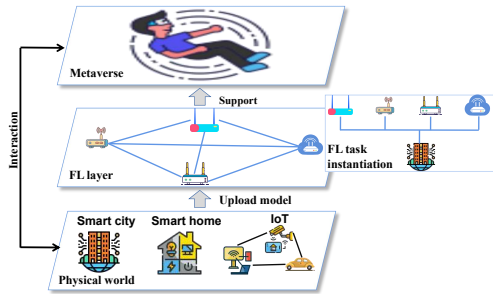 Metaverse
Support
Interaction
FL layer
FL task
instantiation
Upload model
Smart city
Smart home
IoT
Physical world